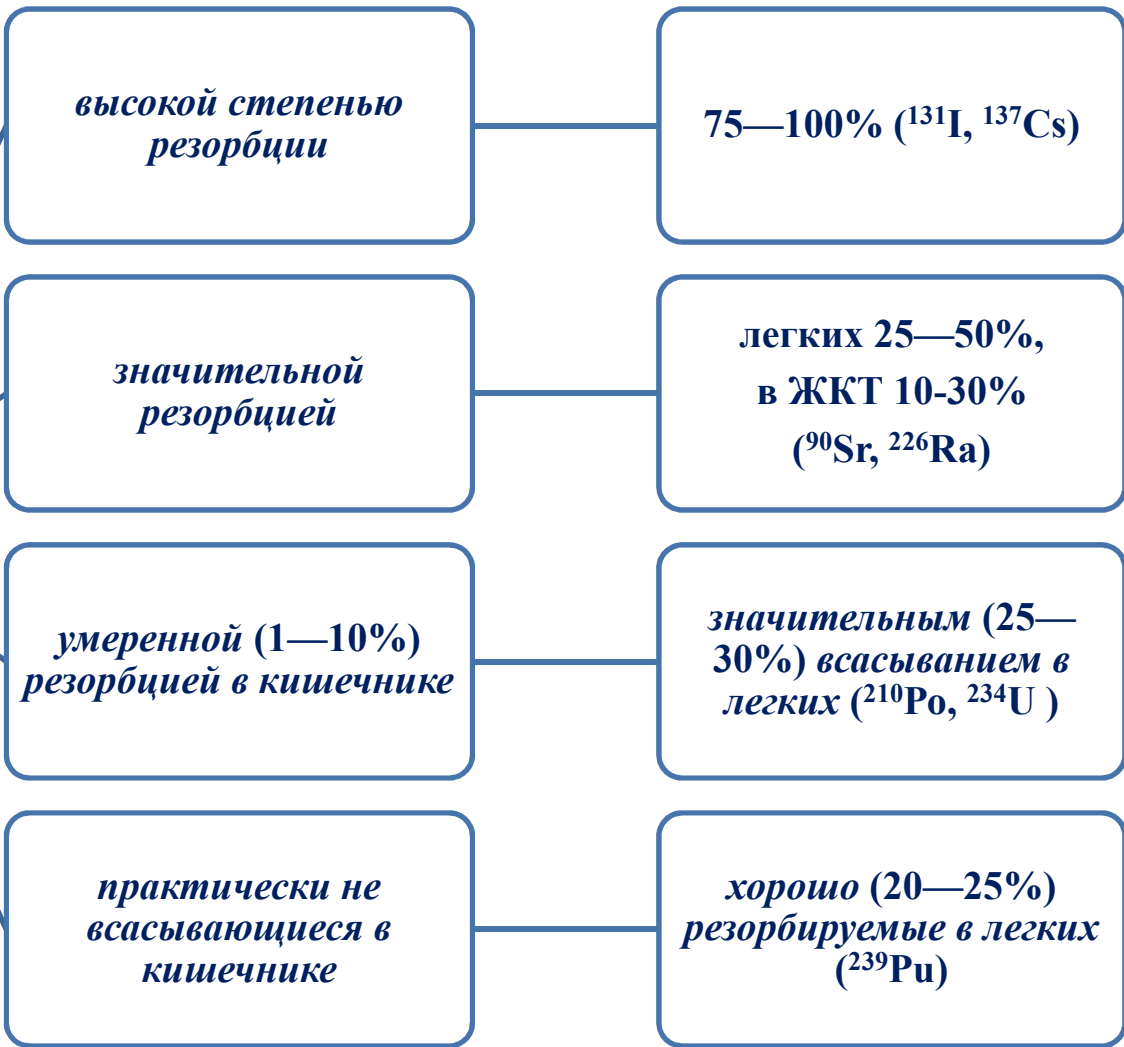 высокой степенью
резорбции
75—100% (¹³¹I, ¹³⁷Cs)
значительной
резорбцией
легких 25—50%,
в ЖКТ 10-30%
(⁹⁰Sr, ²²⁶Ra)
умеренной (1—10%)
резорбцией в кишечнике
значительным (25—
30%) всасыванием в
легких (²¹⁰Po, ²³⁴U )
практически не
всасывающиеся в
кишечнике
хорошо (20—25%)
резорбируемые в легких
(²³⁹Pu)